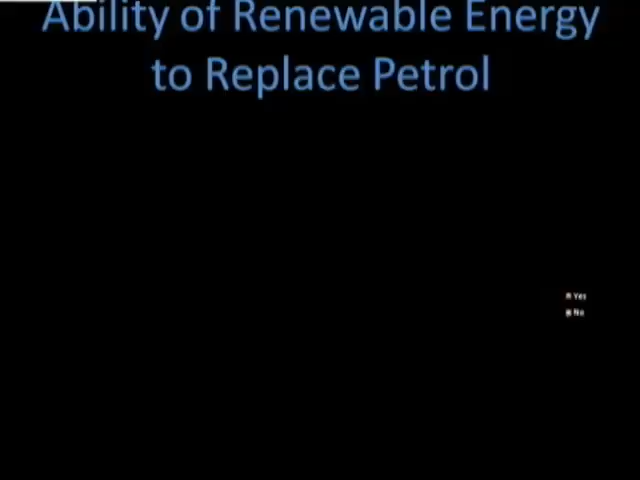 Ability of Renewable Energy
to Replace Petrol
Yes
No